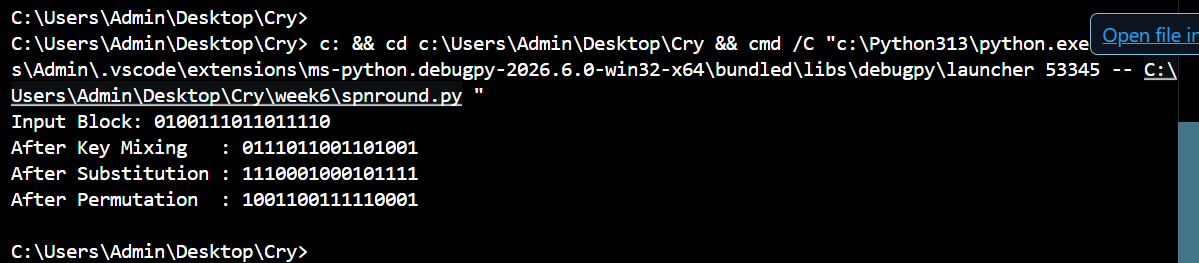 C:\Users\Admin\Desktop\Cry>
C:\Users\Admin\Desktop\Cry> c: && cd c:\Users\Admin\Desktop\Cry && cmd /C "c:\Python313\python.exe
Open file in
s\Admin\.vscode\extensions\ms-python.debugpy-2026.6.0-win32-x64\bundled\libs\debugpy\launcher 53345 -- C:\
Users\Admin\Desktop\Cry\week6\spnround.py "
Input Block: 0100111011011110
After Key Mixing   : 0111011001101001
After Substitution : 1110001000101111
After Permutation  : 1001100111110001
C:\Users\Admin\Desktop\Cry>